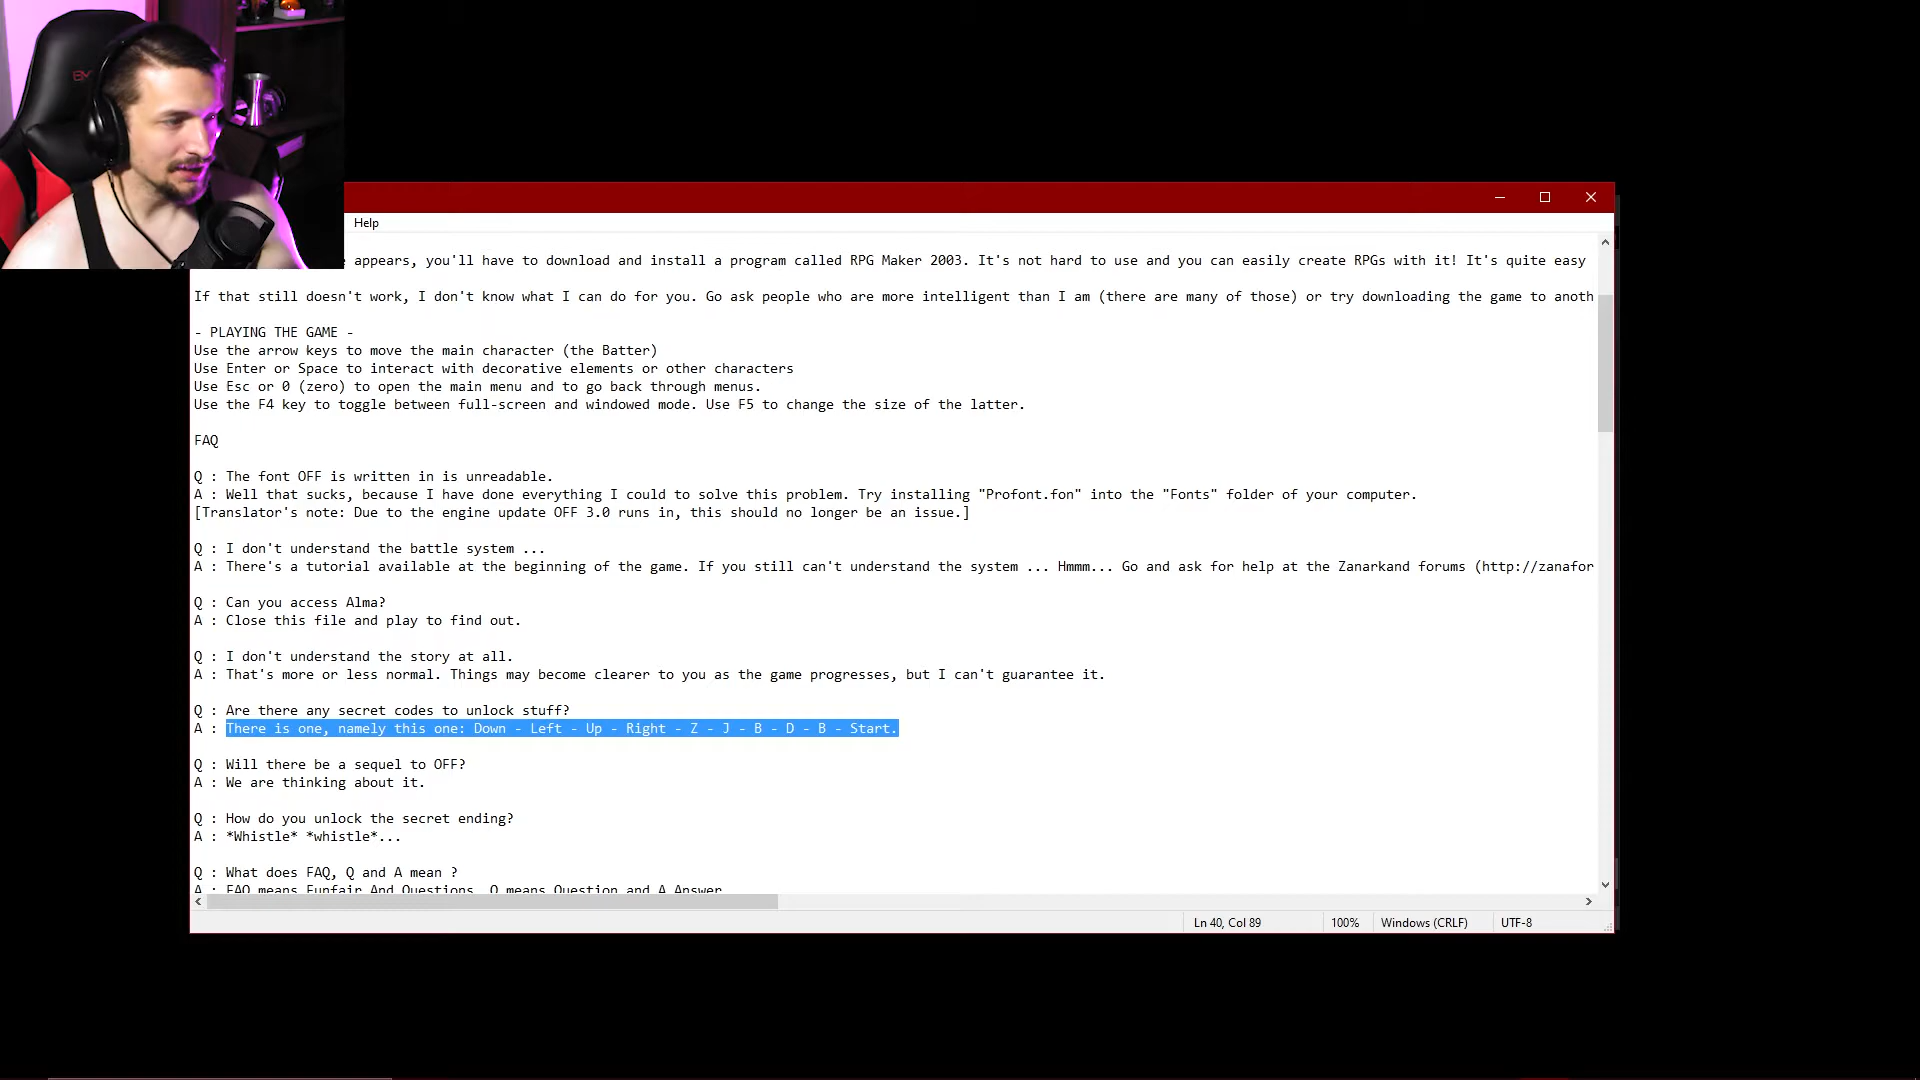 Help
appears, you'll have to download and install a program called RPG Maker 2003. It's not hard to use and you can easily create RPGs with it! It's quite easy
If that still doesn't work, I don't know what I can do for you. Go ask people who are more intelligent than I am (there are many of those) or try downloading the game to anoth
- PLAYING THE GAME -
Use the arrow keys to move the main character (the Batter)
Use Enter or Space to interact with decorative elements or other characters
Use Esc or 0 (zero) to open the main menu and to go back through menus.
Use the F4 key to toggle between full-screen and windowed mode. Use F5 to change the size of the latter.
FAQ
Q : The font OFF is written in is unreadable.
A : Well that sucks, because I have done everything I could to solve this problem. Try installing "Profont.fon" into the "Fonts" folder of your computer.
[Translator's note: Due to the engine update OFF 3.0 runs in, this should no longer be an issue.]
Q : I don't understand the battle system ...
A : There's a tutorial available at the beginning of the game. If you still can't understand the system ... Hmmm... Go and ask for help at the Zanarkand forums (http://zanafor
Q : Can you access Alma?
A : Close this file and play to find out.
Q : I don't understand the story at all.
A : That's more or less normal. Things may become clearer to you as the game progresses, but I can't guarantee it.
Q : Are there any secret codes to unlock stuff?
A : There is one, namely this one: Down - Left - Up - Right - Z - J - B - D - B - Start.
Q : Will there be a sequel to OFF?
A : We are thinking about it.
Q : How do you unlock the secret ending?
A : *Whistle* *whistle*...
Q : What does FAQ, Q and A mean ?
A : FAQ means Funfair And Questions, Q means Question and A Answer
Ln 40, Col 89
100%
Windows (CRLF)
UTF-8